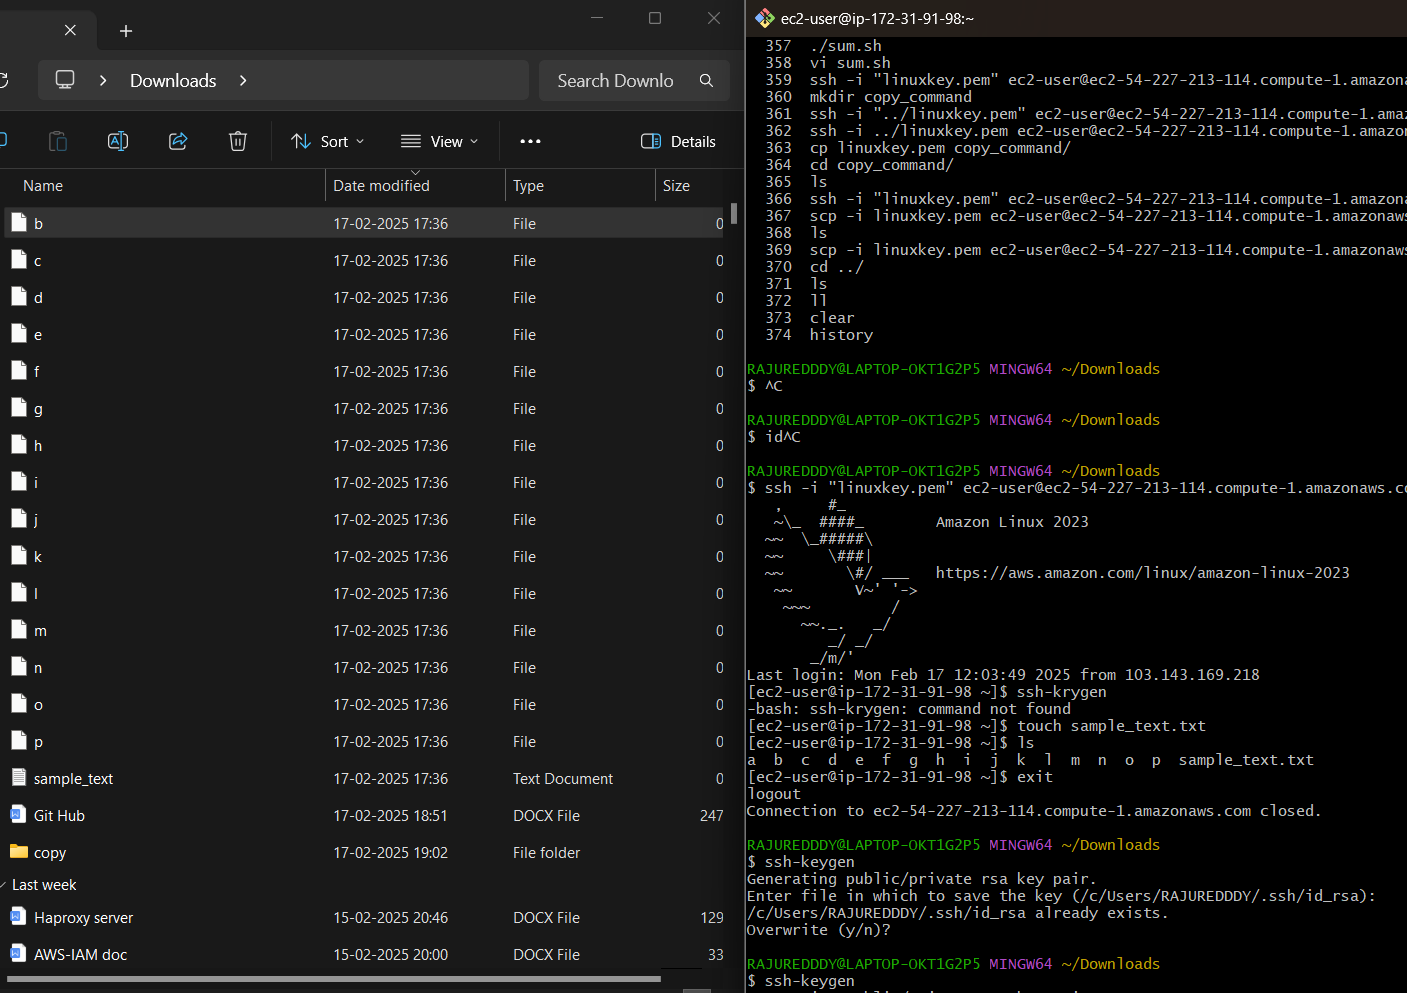 Downloads
Search Downlo
Sort
View
Details
Name Date modified Type Size
b 17-02-2025 17:36 File 0
c 17-02-2025 17:36 File 0
d 17-02-2025 17:36 File 0
e 17-02-2025 17:36 File 0
f 17-02-2025 17:36 File 0
g 17-02-2025 17:36 File 0
h 17-02-2025 17:36 File 0
i 17-02-2025 17:36 File 0
j 17-02-2025 17:36 File 0
k 17-02-2025 17:36 File 0
l 17-02-2025 17:36 File 0
m 17-02-2025 17:36 File 0
n 17-02-2025 17:36 File 0
o 17-02-2025 17:36 File 0
p 17-02-2025 17:36 File 0
sample_text 17-02-2025 17:36 Text Document 0
Git Hub 17-02-2025 18:51 DOCX File 247
copy 17-02-2025 19:02 File folder
Last week
Haproxy server 15-02-2025 20:46 DOCX File 129
AWS-IAM doc 15-02-2025 20:00 DOCX File 33
ec2-user@ip-172-31-91-98:~
357 ./sum.sh
358 vi sum.sh
359 ssh -i "linuxkey.pem" ec2-user@ec2-54-227-213-114.compute-1.amazona
360 mkdir copy_command
361 ssh -i "../linuxkey.pem" ec2-user@ec2-54-227-213-114.compute-1.amaz
362 ssh -i ../linuxkey.pem ec2-user@ec2-54-227-213-114.compute-1.amazon
363 cp linuxkey.pem copy_command/
364 cd copy_command/
365 ls
366 ssh -i "linuxkey.pem" ec2-user@ec2-54-227-213-114.compute-1.amazona
367 scp -i linuxkey.pem ec2-user@ec2-54-227-213-114.compute-1.amazonaws
368 ls
369 scp -i linuxkey.pem ec2-user@ec2-54-227-213-114.compute-1.amazonaws
370 cd ../
371 ls
372 ll
373 clear
374 history
RAJUREDDDY@LAPTOP-OKT1G2P5 MINGW64 ~/Downloads
$ ^C
RAJUREDDDY@LAPTOP-OKT1G2P5 MINGW64 ~/Downloads
$ id^C
RAJUREDDDY@LAPTOP-OKT1G2P5 MINGW64 ~/Downloads
$ ssh -i "linuxkey.pem" ec2-user@ec2-54-227-213-114.compute-1.amazonaws.co
,     #_
~\_  ####_        Amazon Linux 2023
~~  \_#####\
~~     \###|
~~       \#/ ___   https://aws.amazon.com/linux/amazon-linux-2023
~~       V~' '->
~~~         /
~~._.   _/
_/ _/
_/m/'
Last login: Mon Feb 17 12:03:49 2025 from 103.143.169.218
[ec2-user@ip-172-31-91-98 ~]$ ssh-krygen
-bash: ssh-krygen: command not found
[ec2-user@ip-172-31-91-98 ~]$ touch sample_text.txt
[ec2-user@ip-172-31-91-98 ~]$ ls
a  b  c  d  e  f  g  h  i  j  k  l  m  n  o  p  sample_text.txt
[ec2-user@ip-172-31-91-98 ~]$ exit
logout
Connection to ec2-54-227-213-114.compute-1.amazonaws.com closed.
RAJUREDDDY@LAPTOP-OKT1G2P5 MINGW64 ~/Downloads
$ ssh-keygen
Generating public/private rsa key pair.
Enter file in which to save the key (/c/Users/RAJUREDDDY/.ssh/id_rsa):
/c/Users/RAJUREDDDY/.ssh/id_rsa already exists.
Overwrite (y/n)?
RAJUREDDDY@LAPTOP-OKT1G2P5 MINGW64 ~/Downloads
$ ssh-keygen